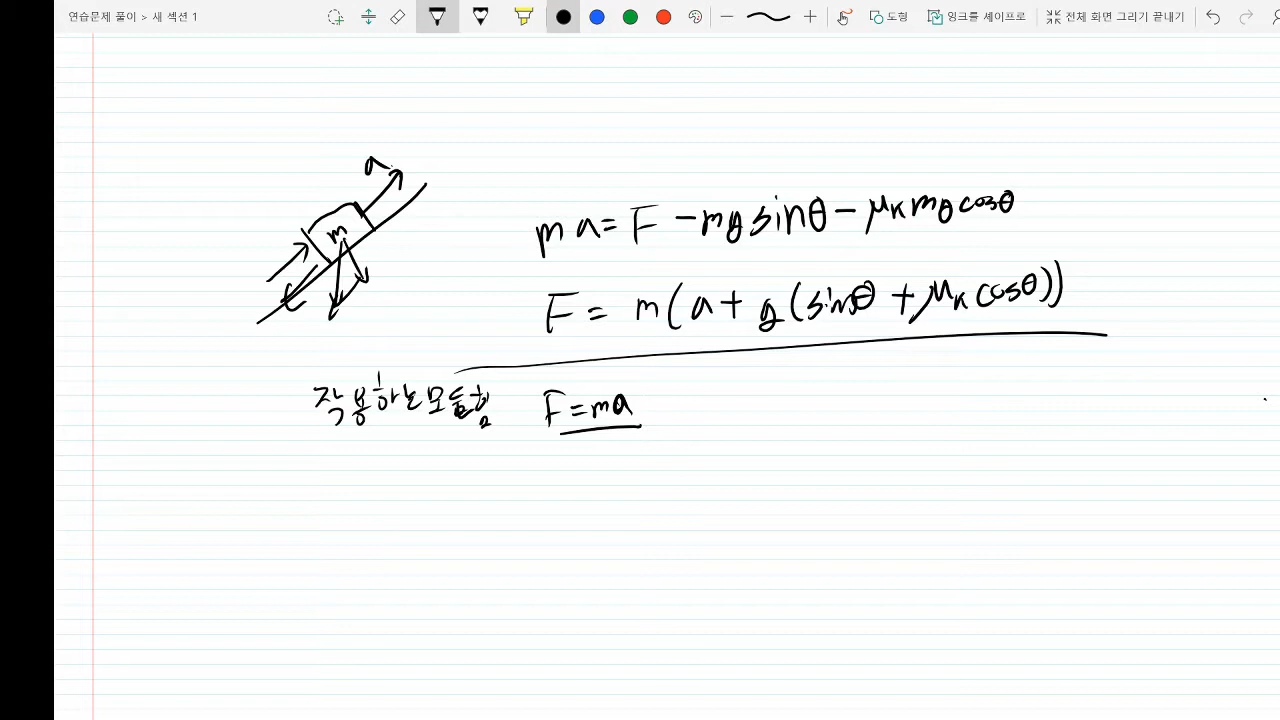 연습문제 풀이 > 새 섹션 1
도형
잉크를 셰이프로
전체 화면 그리기 끝내기
a
m
ma = F - mg sinθ - μₖ mg cosθ
F = m(a + g(sinθ + μₖ cosθ))
작용하는 모든 힘 F = ma